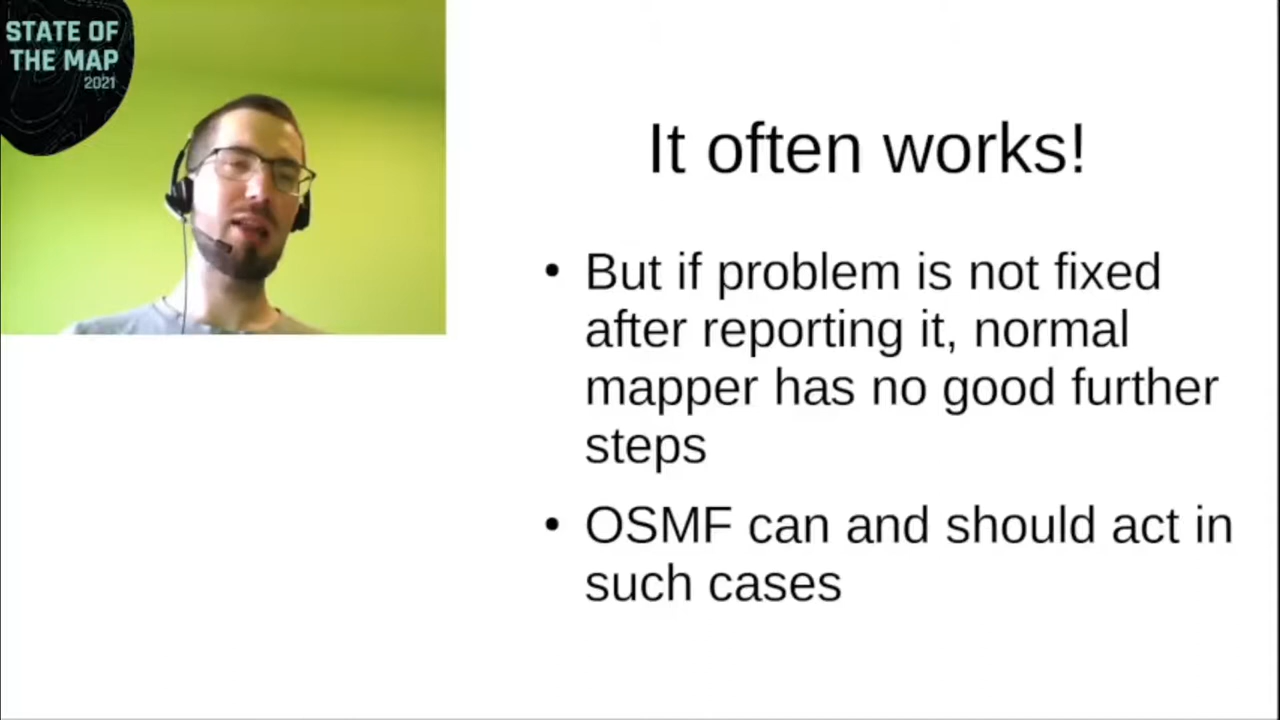 STATE OF
THE MAP
2021
It often works!
• But if problem is not fixed
after reporting it, normal
mapper has no good further
steps
• OSMF can and should act in
such cases